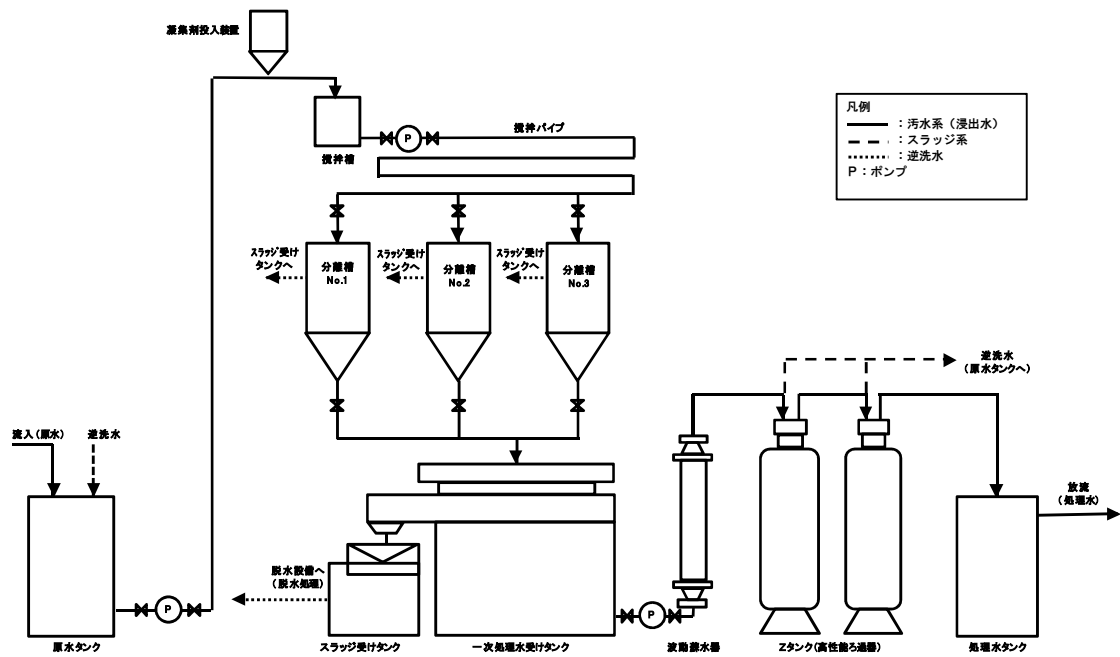 凝集剤投入装置
攪拌槽
P
攪拌パイプ
凡例
：汚水系（浸出水）
：スラッジ系
：逆洗水
P：ポンプ
スラッジ受け
タンクへ
分離槽
No.1
スラッジ受け
タンクへ
分離槽
No.2
スラッジ受け
タンクへ
分離槽
No.3
逆洗水
(原水タンクへ)
流入(原水)
逆洗水
放流
(処理水)
脱水設備へ
(脱水処理)
P
P
原水タンク
スラッジ受けタンク
一次処理水受けタンク
波動蘇水器
Zタンク(高性能ろ過器)
処理水タンク